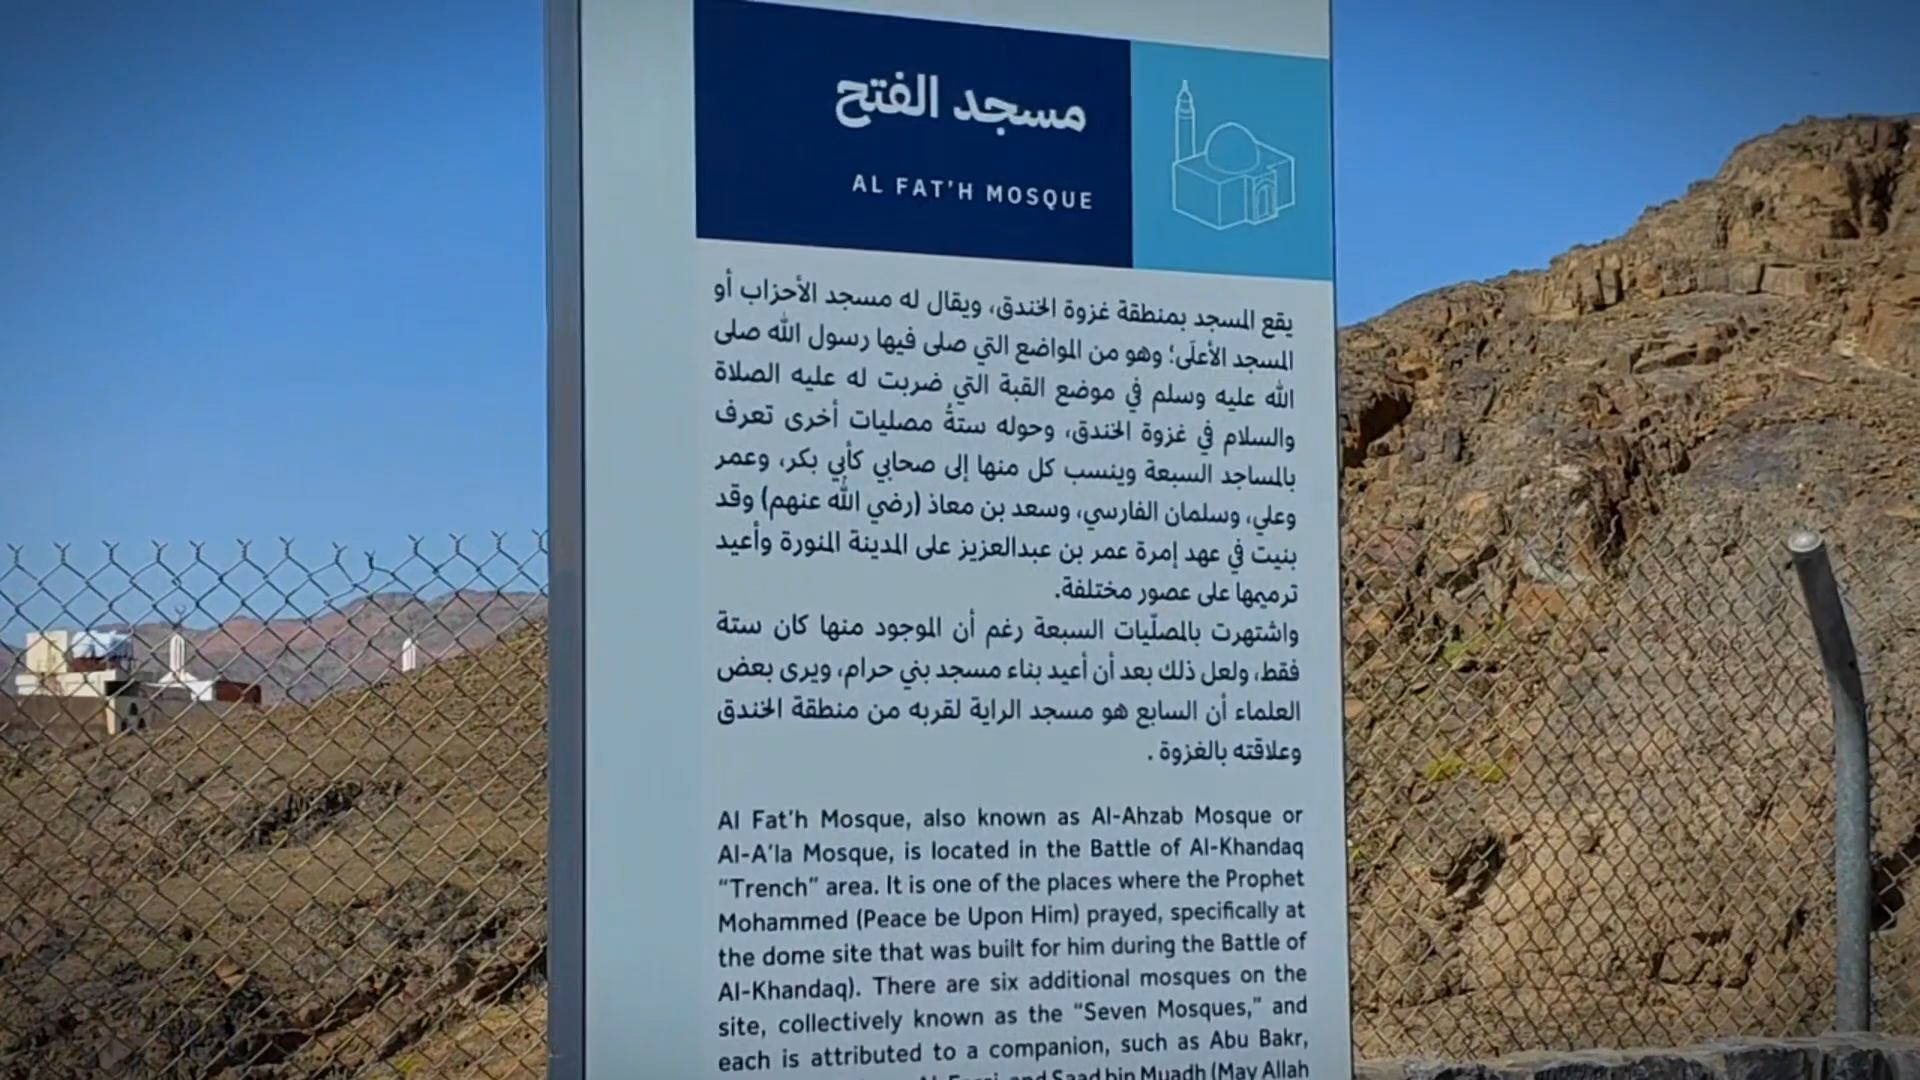 مسجد الفتح
AL FAT'H MOSQUE
يقع المسجد بمنطقة غزوة الخندق، ويقال له مسجد الأحزاب أو
المسجد الأعلَى؛ وهو من المواضع التي صلى فيها رسول الله صلى
الله عليه وسلم في موضع القبة التي ضربت له عليه الصلاة
والسلام في غزوة الخندق، وحوله ستةُ مصليات أخرى تعرف
بالمساجد السبعة وينسب كل منها إلى صحابي كأبي بكر، وعمر
وعلي، وسلمان الفارسي، وسعد بن معاذ (رضي الله عنهم) وقد
بنيت في عهد إمرة عمر بن عبدالعزيز على المدينة المنورة وأعيد
ترميمها على عصور مختلفة.
واشتهرت بالمصلّيات السبعة رغم أن الموجود منها كان ستة
فقط، ولعل ذلك بعد أن أعيد بناء مسجد بني حرام، ويرى بعض
العلماء أن السابع هو مسجد الراية لقربه من منطقة الخندق
وعلاقته بالغزوة .
Al Fat'h Mosque, also known as Al-Ahzab Mosque or
Al-A'la Mosque, is located in the Battle of Al-Khandaq
“Trench” area. It is one of the places where the Prophet
Mohammed (Peace be Upon Him) prayed, specifically at
the dome site that was built for him during the Battle of
Al-Khandaq). There are six additional mosques on the
site, collectively known as the “Seven Mosques,” and
each is attributed to a companion, such as Abu Bakr,
and Saad bin Muadh (May Allah